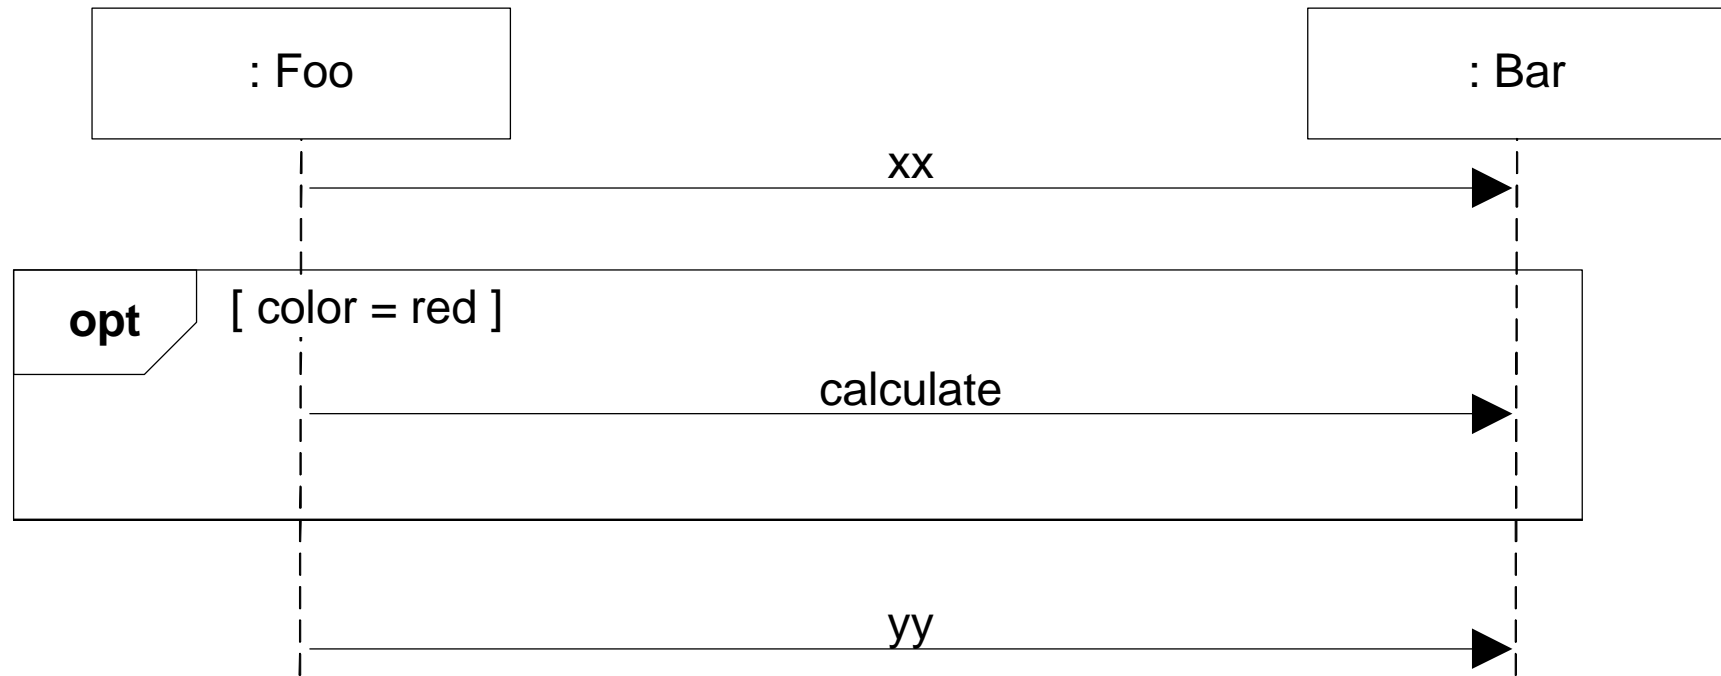 : Foo
: Bar
xx
opt
[ color = red ]
calculate
yy